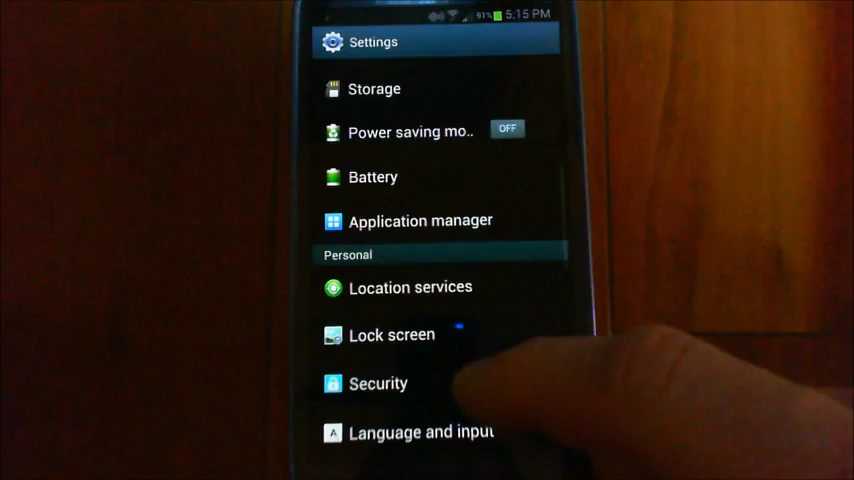 91% 5:15 PM
Settings
Storage
Power saving mo..
OFF
Battery
Application manager
Personal
Location services
Lock screen
Security
A Language and input